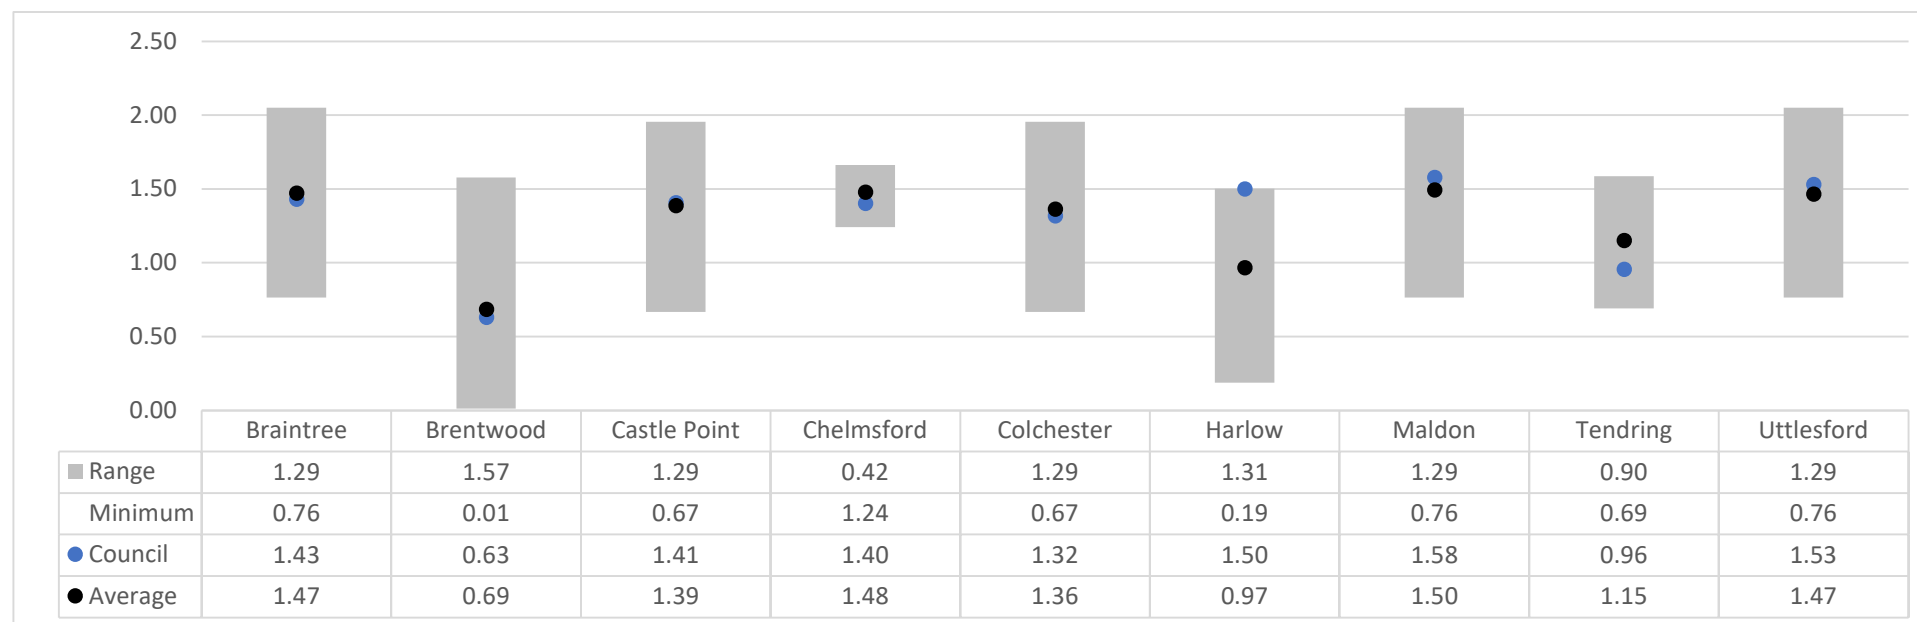 2.50
2.00
1.50
1.00
0.50
0.00
Braintree Brentwood Castle Point Chelmsford Colchester Harlow Maldon Tendring Uttlesford
Range 1.29 1.57 1.29 0.42 1.29 1.31 1.29 0.90 1.29
Minimum 0.76 0.01 0.67 1.24 0.67 0.19 0.76 0.69 0.76
Council 1.43 0.63 1.41 1.40 1.32 1.50 1.58 0.96 1.53
Average 1.47 0.69 1.39 1.48 1.36 0.97 1.50 1.15 1.47